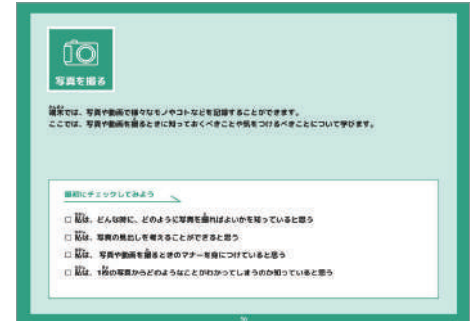 写真を撮る
端末では、写真や動画で様々なモノやコトなどを記録することができます。
ここでは、写真や動画を撮るときに知っておくべきことや気をつけるべきことについて学びます。
最初にチェックしてみよう
□ 私は、どんな時に、どのように写真を撮ればよいかを知っていると思う
□ 私は、写真の見出しを考えることができると思う
□ 私は、写真や動画を撮るときのマナーを身につけていると思う
□ 私は、1枚の写真からどのようなことがわかってしまうのか知っていると思う